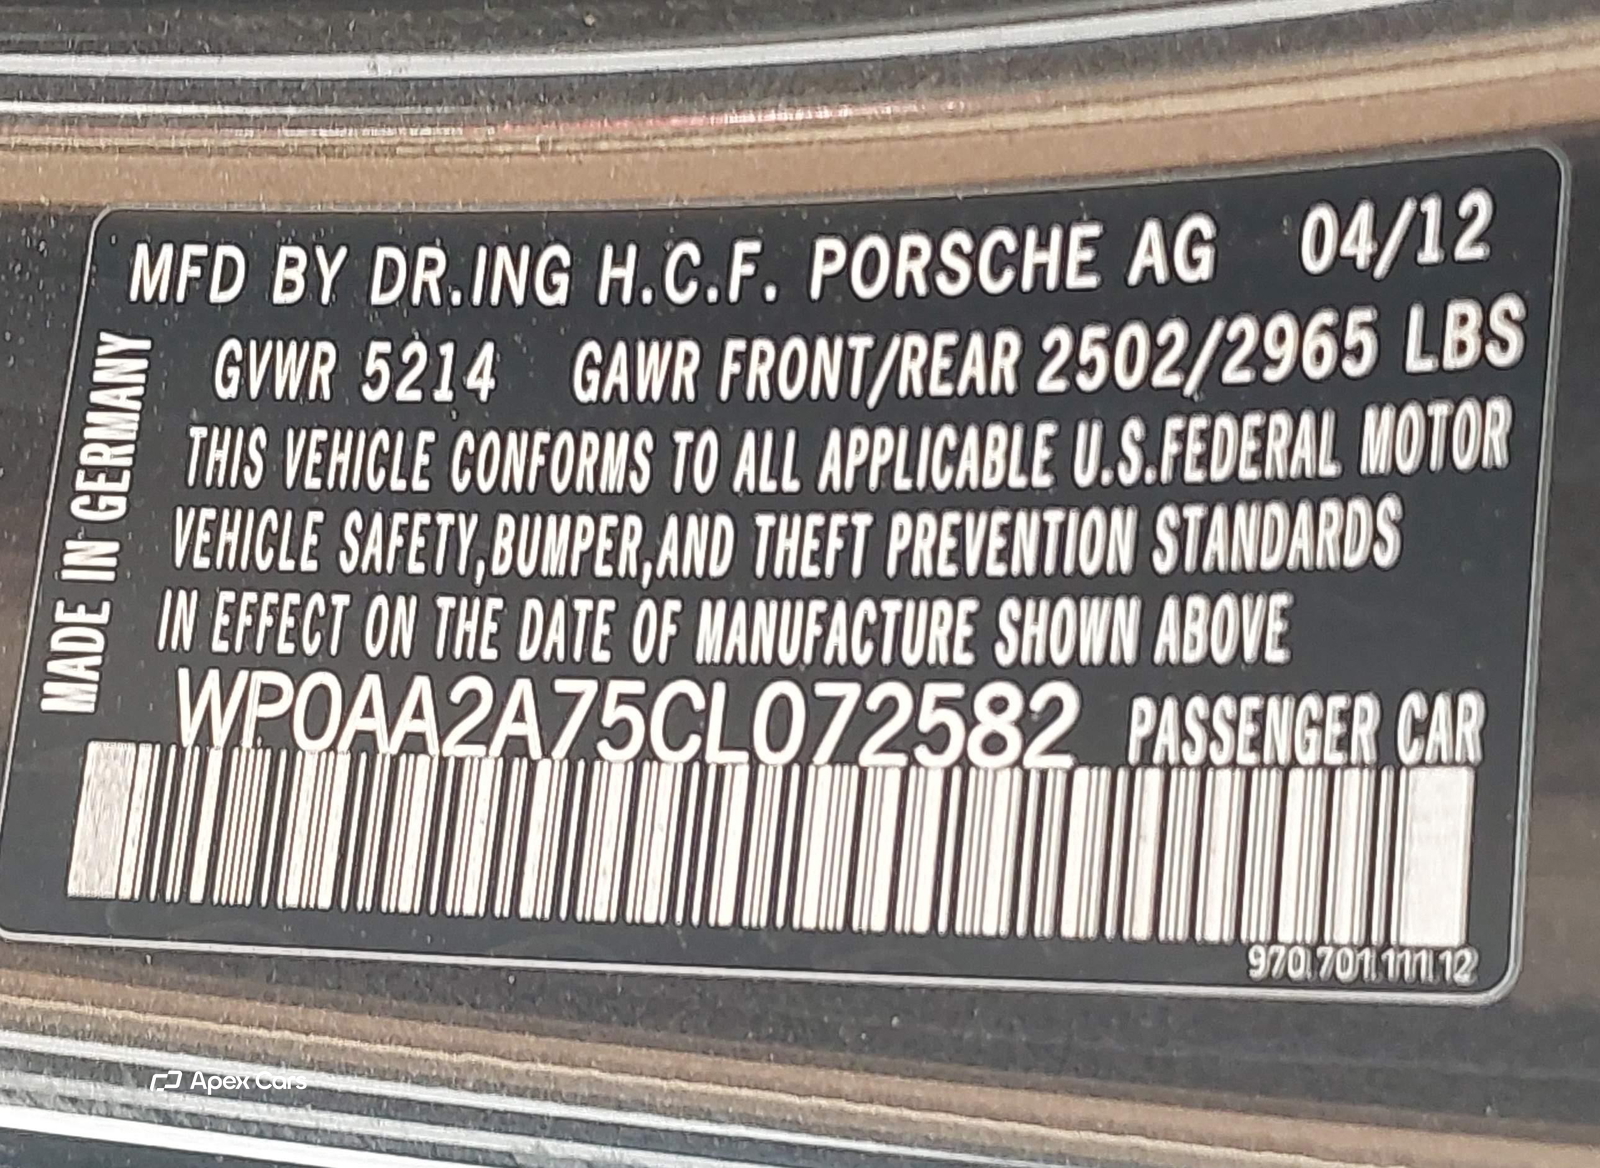 MFD BY DR.ING H.C.F. PORSCHE AG 04/12
GVWR 5214 GAWR FRONT/REAR 2502/2965 LBS
THIS VEHICLE CONFORMS TO ALL APPLICABLE U.S.FEDERAL MOTOR
VEHICLE SAFETY,BUMPER,AND THEFT PREVENTION STANDARDS
IN EFFECT ON THE DATE OF MANUFACTURE SHOWN ABOVE
WP0AA2A75CL072582 PASSENGER CAR
MADE IN GERMANY
970.701.111.12
Apex Cars